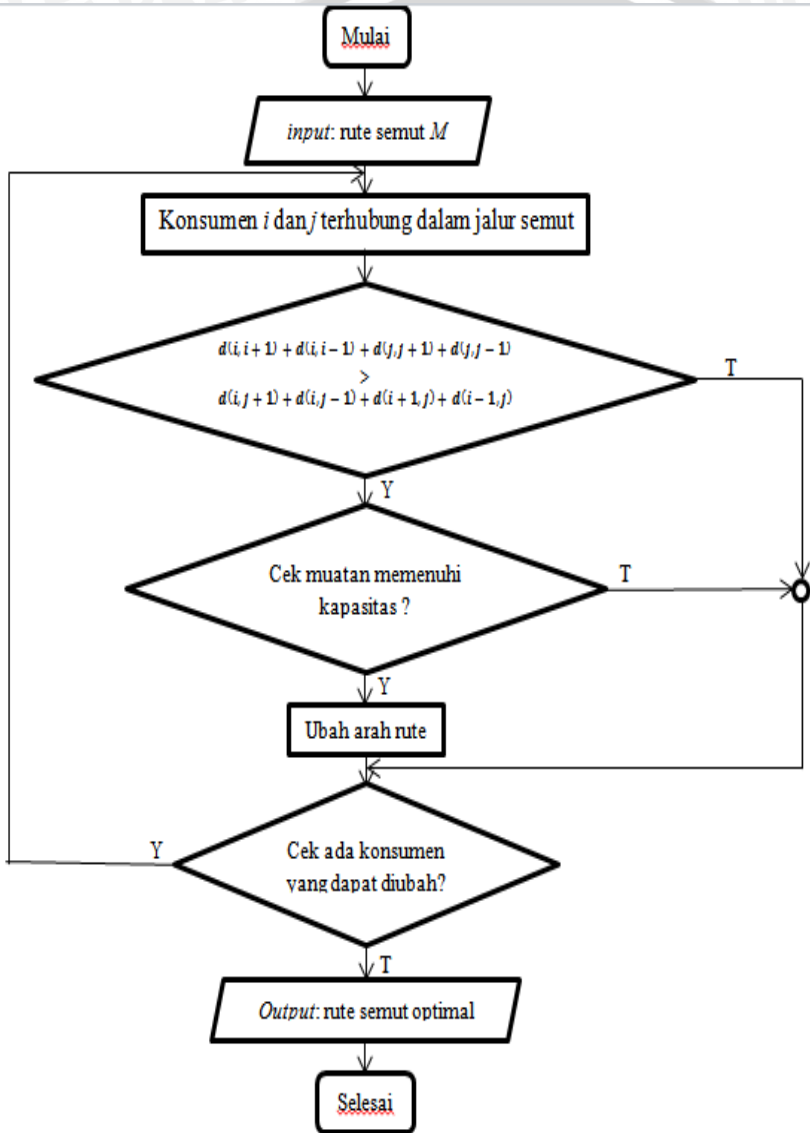 Mulai
input: rute semut M
Konsumen i dan j terhubung dalam jalur semut
d(i, i + 1) + d(i, i − 1) + d(j, j + 1) + d(j, j − 1)
>
d(i, j + 1) + d(i, j − 1) + d(i + 1, j) + d(i − 1, j)
T
Y
Cek muatan memenuhi
kapasitas ?
T
Y
Ubah arah rute
Y
Cek ada konsumen
yang dapat diubah?
T
Output: rute semut optimal
Selesai